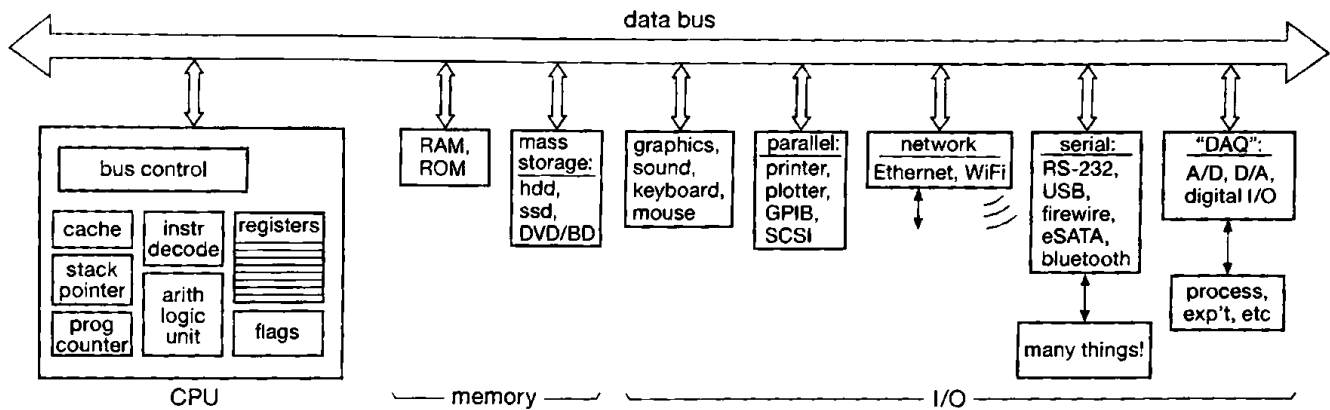 data bus
bus control
cache
instr
decode
registers
stack
pointer
arith
logic
unit
prog
counter
flags
CPU
RAM,
ROM
mass
storage:
hdd,
ssd,
DVD/BD
memory
graphics,
sound,
keyboard,
mouse
parallel:
printer,
plotter,
GPIB,
SCSI
network
Ethernet, WiFi
serial:
RS-232,
USB,
firewire,
eSATA,
bluetooth
many things!
"DAQ":
A/D, D/A,
digital I/O
process,
exp't, etc
I/O